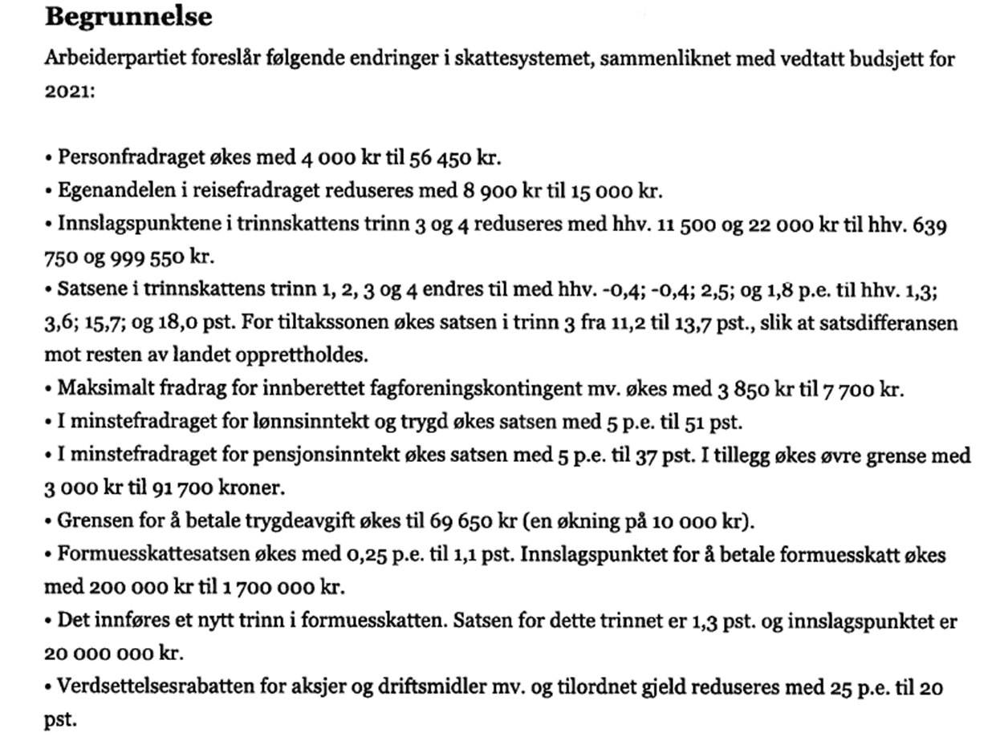 Begrunnelse
Arbeiderpartiet foreslår følgende endringer i skattesystemet, sammenliknet med vedtatt budsjett for
2021:
• Personfradraget økes med 4 000 kr til 56 450 kr.
• Egenandelen i reisefradraget reduseres med 8 900 kr til 15 000 kr.
• Innslagspunktene i trinnskattens trinn 3 og 4 reduseres med hhv. 11 500 og 22 000 kr til hhv. 639
750 og 999 550 kr.
• Satsene i trinnskattens trinn 1, 2, 3 og 4 endres til med hhv. -0,4; -0,4; 2,5; og 1,8 p.e. til hhv. 1,3;
3,6; 15,7; og 18,0 pst. For tiltakssonen økes satsen i trinn 3 fra 11,2 til 13,7 pst., slik at satsdifferansen
mot resten av landet opprettholdes.
• Maksimalt fradrag for innberettet fagforeningskontingent mv. økes med 3 850 kr til 7 700 kr.
• I minstefradraget for lønnsinntekt og trygd økes satsen med 5 p.e. til 51 pst.
• I minstefradraget for pensjonsinntekt økes satsen med 5 p.e. til 37 pst. I tillegg økes øvre grense med
3 000 kr til 91 700 kroner.
• Grensen for å betale trygdeavgift økes til 69 650 kr (en økning på 10 000 kr).
• Formuesskattesatsen økes med 0,25 p.e. til 1,1 pst. Innslagspunktet for å betale formuesskatt økes
med 200 000 kr til 1 700 000 kr.
• Det innføres et nytt trinn i formuesskatten. Satsen for dette trinnet er 1,3 pst. og innslagspunktet er
20 000 000 kr.
• Verdsettelsesrabatten for aksjer og driftsmidler mv. og tilordnet gjeld reduseres med 25 p.e. til 20
pst.